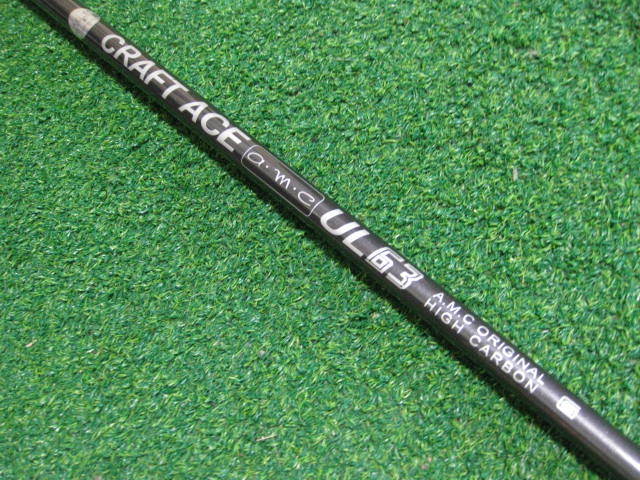 CRAFT ACE a.m.c UL63
A.M.C ORIGINAL
HIGH CARBON